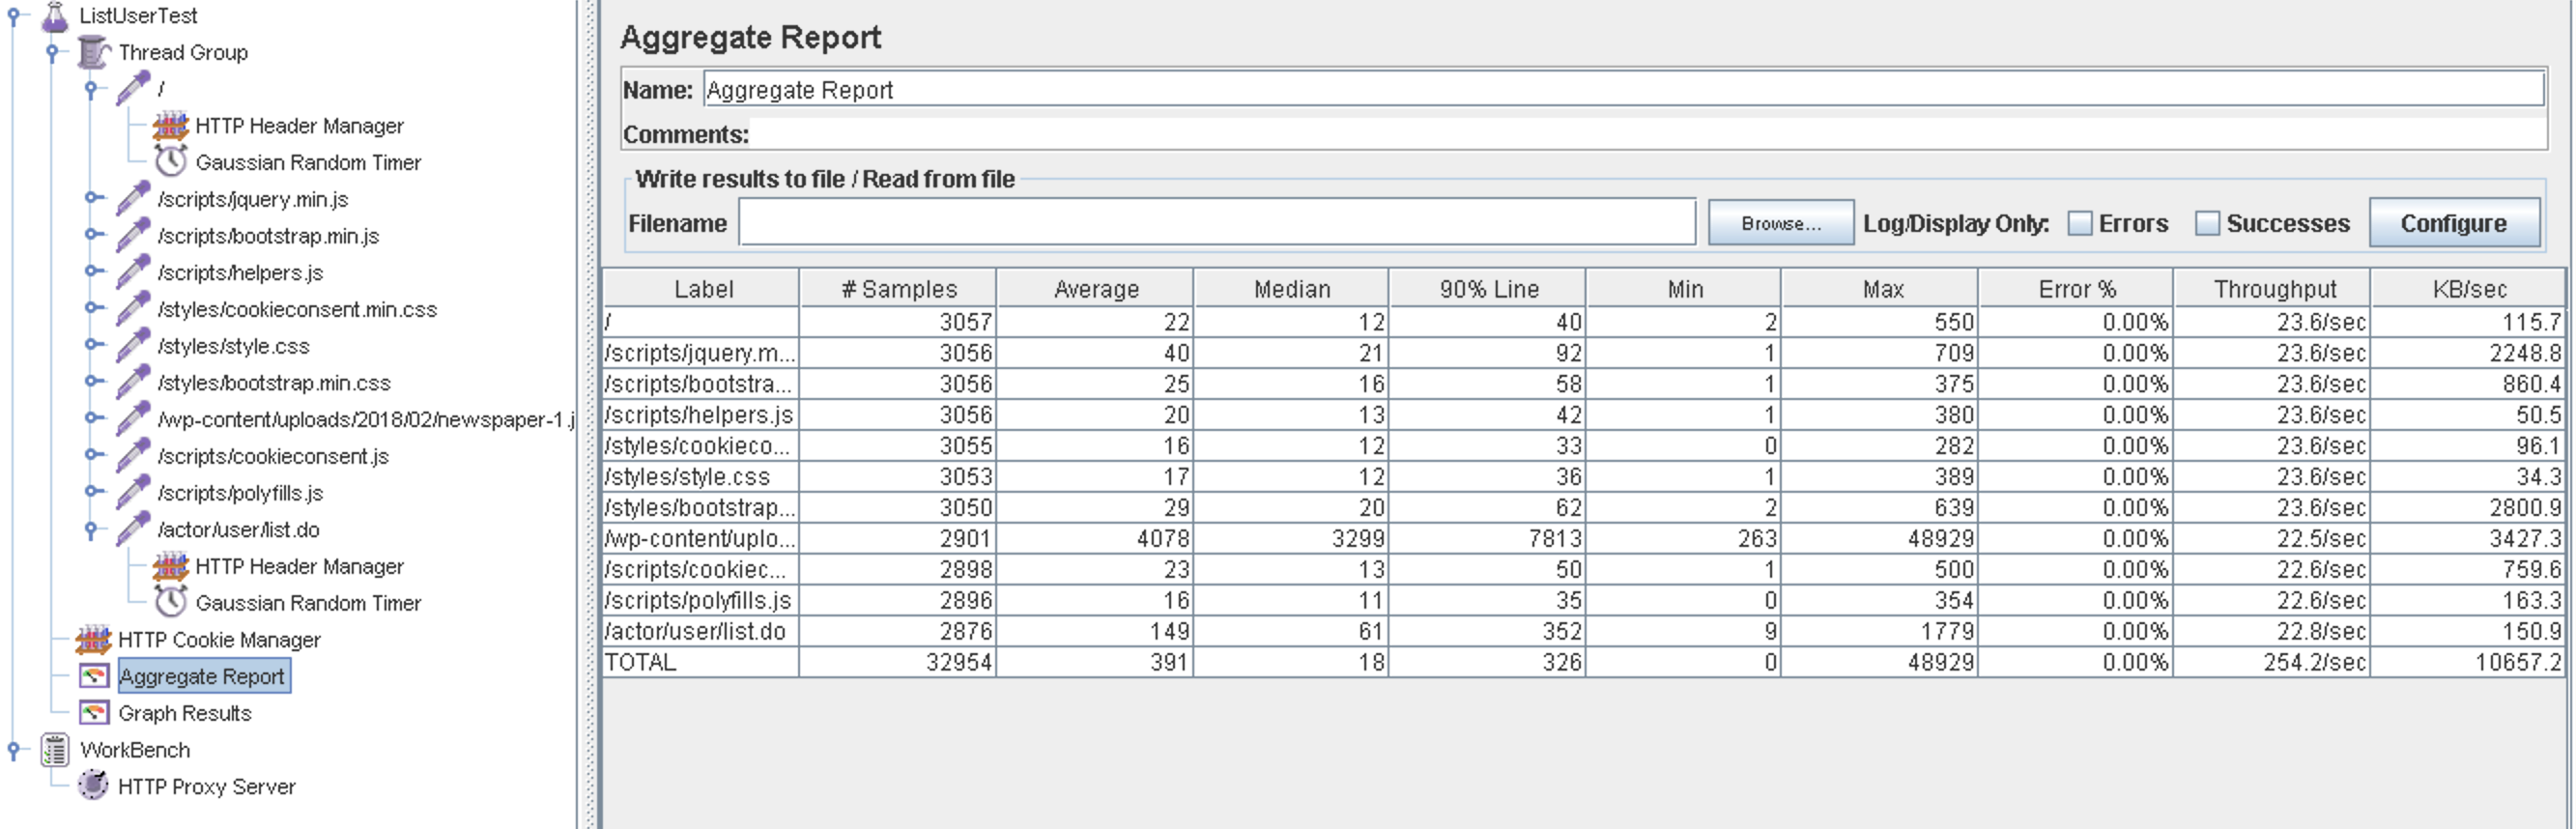 ListUserTest
Thread Group
/
HTTP Header Manager
Gaussian Random Timer
/scripts/jquery.min.js
/scripts/bootstrap.min.js
/scripts/helpers.js
/styles/cookieconsent.min.css
/styles/style.css
/styles/bootstrap.min.css
/wp-content/uploads/2018/02/newspaper-1.j
/scripts/cookieconsent.js
/scripts/polyfills.js
/actor/user/list.do
HTTP Header Manager
Gaussian Random Timer
HTTP Cookie Manager
Aggregate Report
Graph Results
WorkBench
HTTP Proxy Server
Aggregate Report
Name: Aggregate Report
Comments:
Write results to file / Read from file
Filename Browse... Log/Display Only: Errors Successes Configure
Label # Samples Average Median 90% Line Min Max Error % Throughput KB/sec
/ 3057 22 12 40 2 550 0.00% 23.6/sec 115.7
/scripts/jquery.m... 3056 40 21 92 1 709 0.00% 23.6/sec 2248.8
/scripts/bootstra... 3056 25 16 58 1 375 0.00% 23.6/sec 860.4
/scripts/helpers.js 3056 20 13 42 1 380 0.00% 23.6/sec 50.5
/styles/cookieco... 3055 16 12 33 0 282 0.00% 23.6/sec 96.1
/styles/style.css 3053 17 12 36 1 389 0.00% 23.6/sec 34.3
/styles/bootstrap... 3050 29 20 62 2 639 0.00% 23.6/sec 2800.9
/wp-content/uplo... 2901 4078 3299 7813 263 48929 0.00% 22.5/sec 3427.3
/scripts/cookiec... 2898 23 13 50 1 500 0.00% 22.6/sec 759.6
/scripts/polyfills.js 2896 16 11 35 0 354 0.00% 22.6/sec 163.3
/actor/user/list.do 2876 149 61 352 9 1779 0.00% 22.8/sec 150.9
TOTAL 32954 391 18 326 0 48929 0.00% 254.2/sec 10657.2